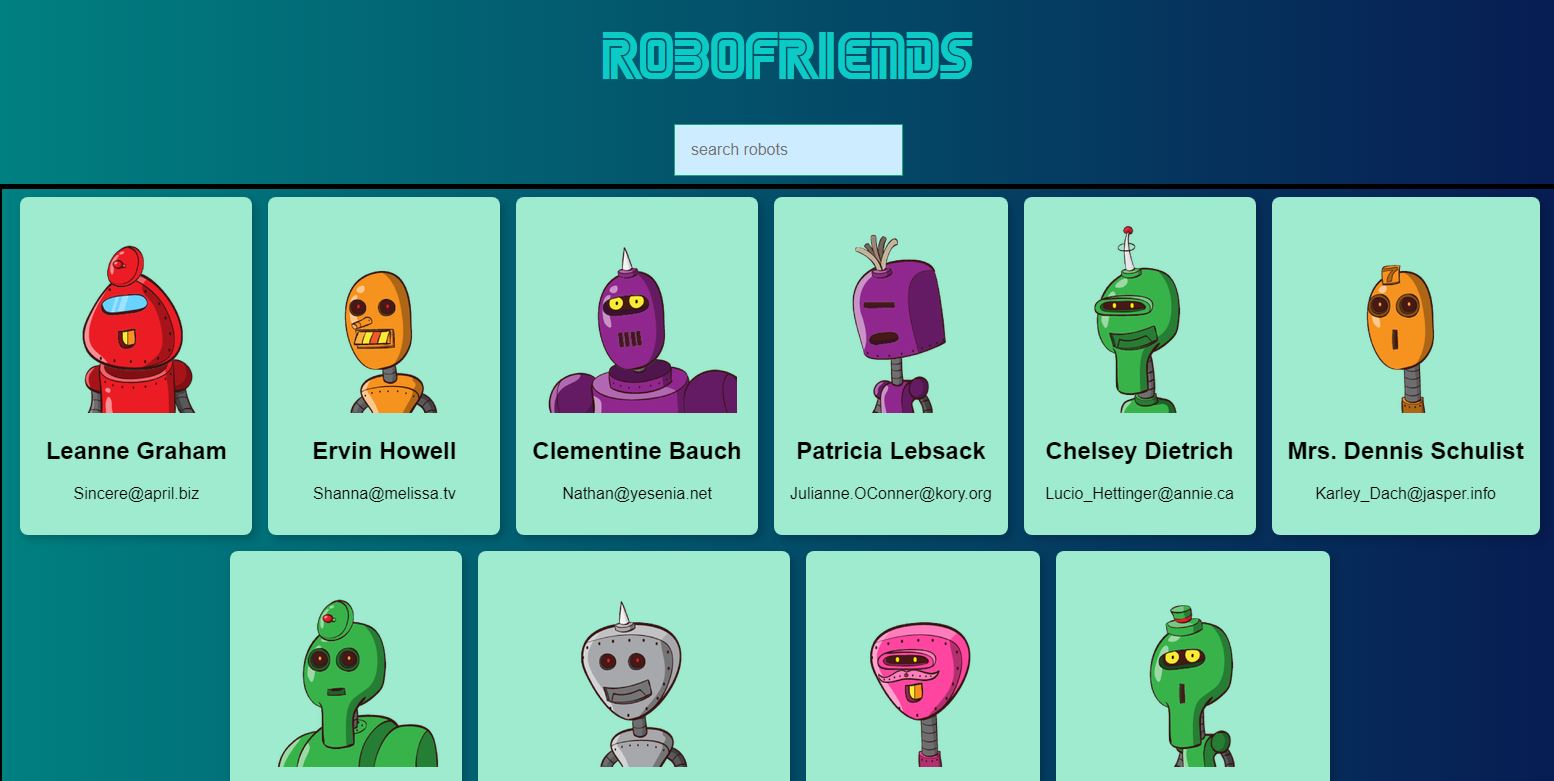 ROBOFRIENDS
search robots
Leanne Graham
Sincere@april.biz
Ervin Howell
Shanna@melissa.tv
Clementine Bauch
Nathan@yesenia.net
Patricia Lebsack
Julianne.OConner@kory.org
Chelsey Dietrich
Lucio_Hettinger@annie.ca
7
Mrs. Dennis Schulist
Karley_Dach@jasper.info